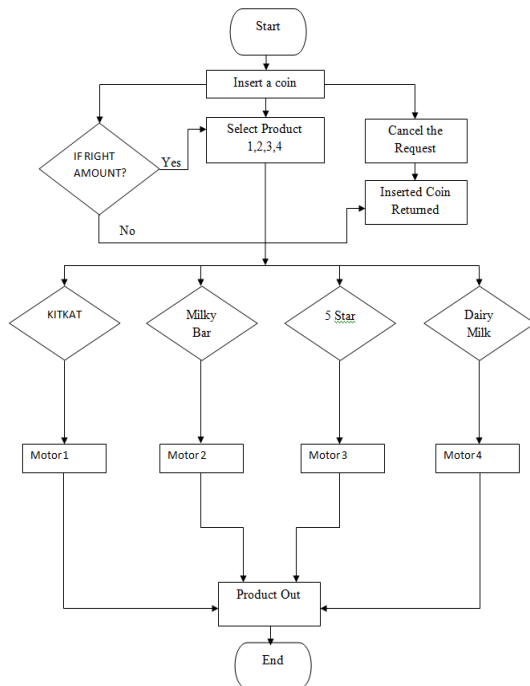 Start
Insert a coin
IF RIGHT
AMOUNT?
Yes
Select Product
1,2,3,4
Cancel the
Request
Inserted Coin
Returned
No
KITKAT
Milky
Bar
5 Star
Dairy
Milk
Motor1
Motor2
Motor3
Motor4
Product Out
End